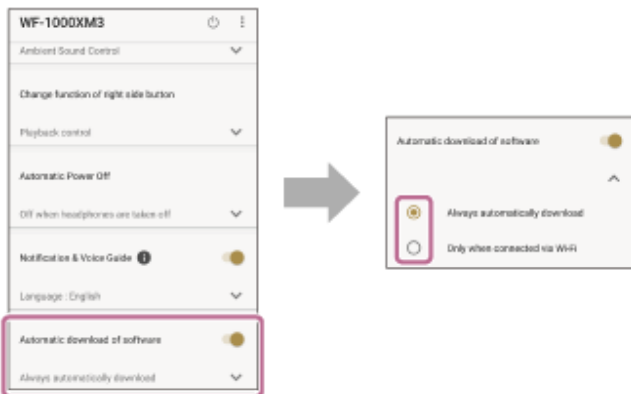 WF-1000XM3
Ambient Sound Control
Change function of right side button
Playback control
Automatic Power Off
Off when headphones are taken off
Notification & Voice Guide
Language : English
Automatic download of software
Always automatically download
Automatic download of software
Always automatically download
Only when connected via Wi-Fi